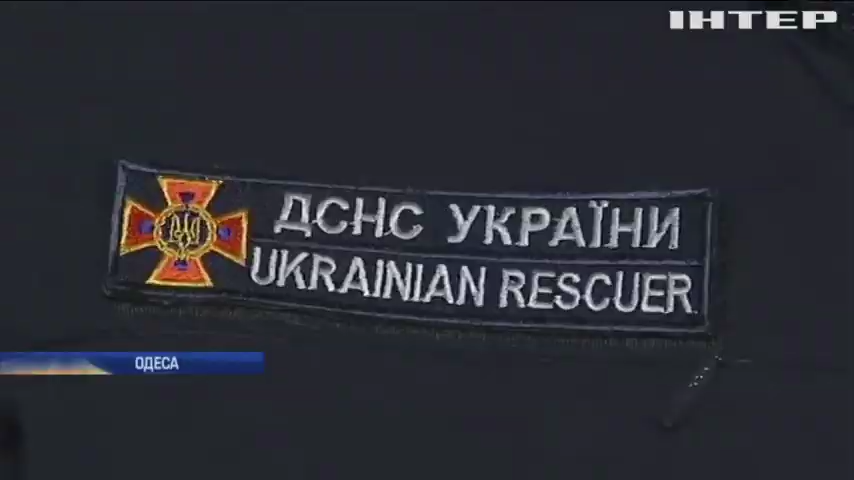 ІНТЕР
ДСНС УКРАЇНИ
UKRAINIAN RESCUER
ОДЕСА